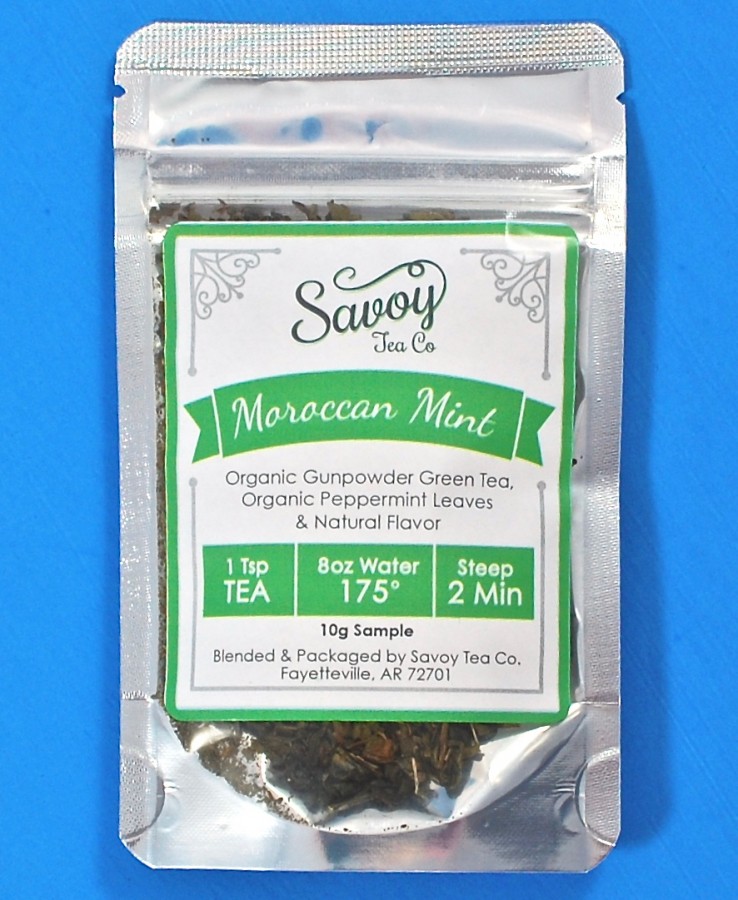 Savoy
Tea Co
Moroccan Mint
Organic Gunpowder Green Tea,
Organic Peppermint Leaves
& Natural Flavor
1 Tsp
TEA
8oz Water
175°
Steep
2 Min
10g Sample
Blended & Packaged by Savoy Tea Co.
Fayetteville, AR 72701